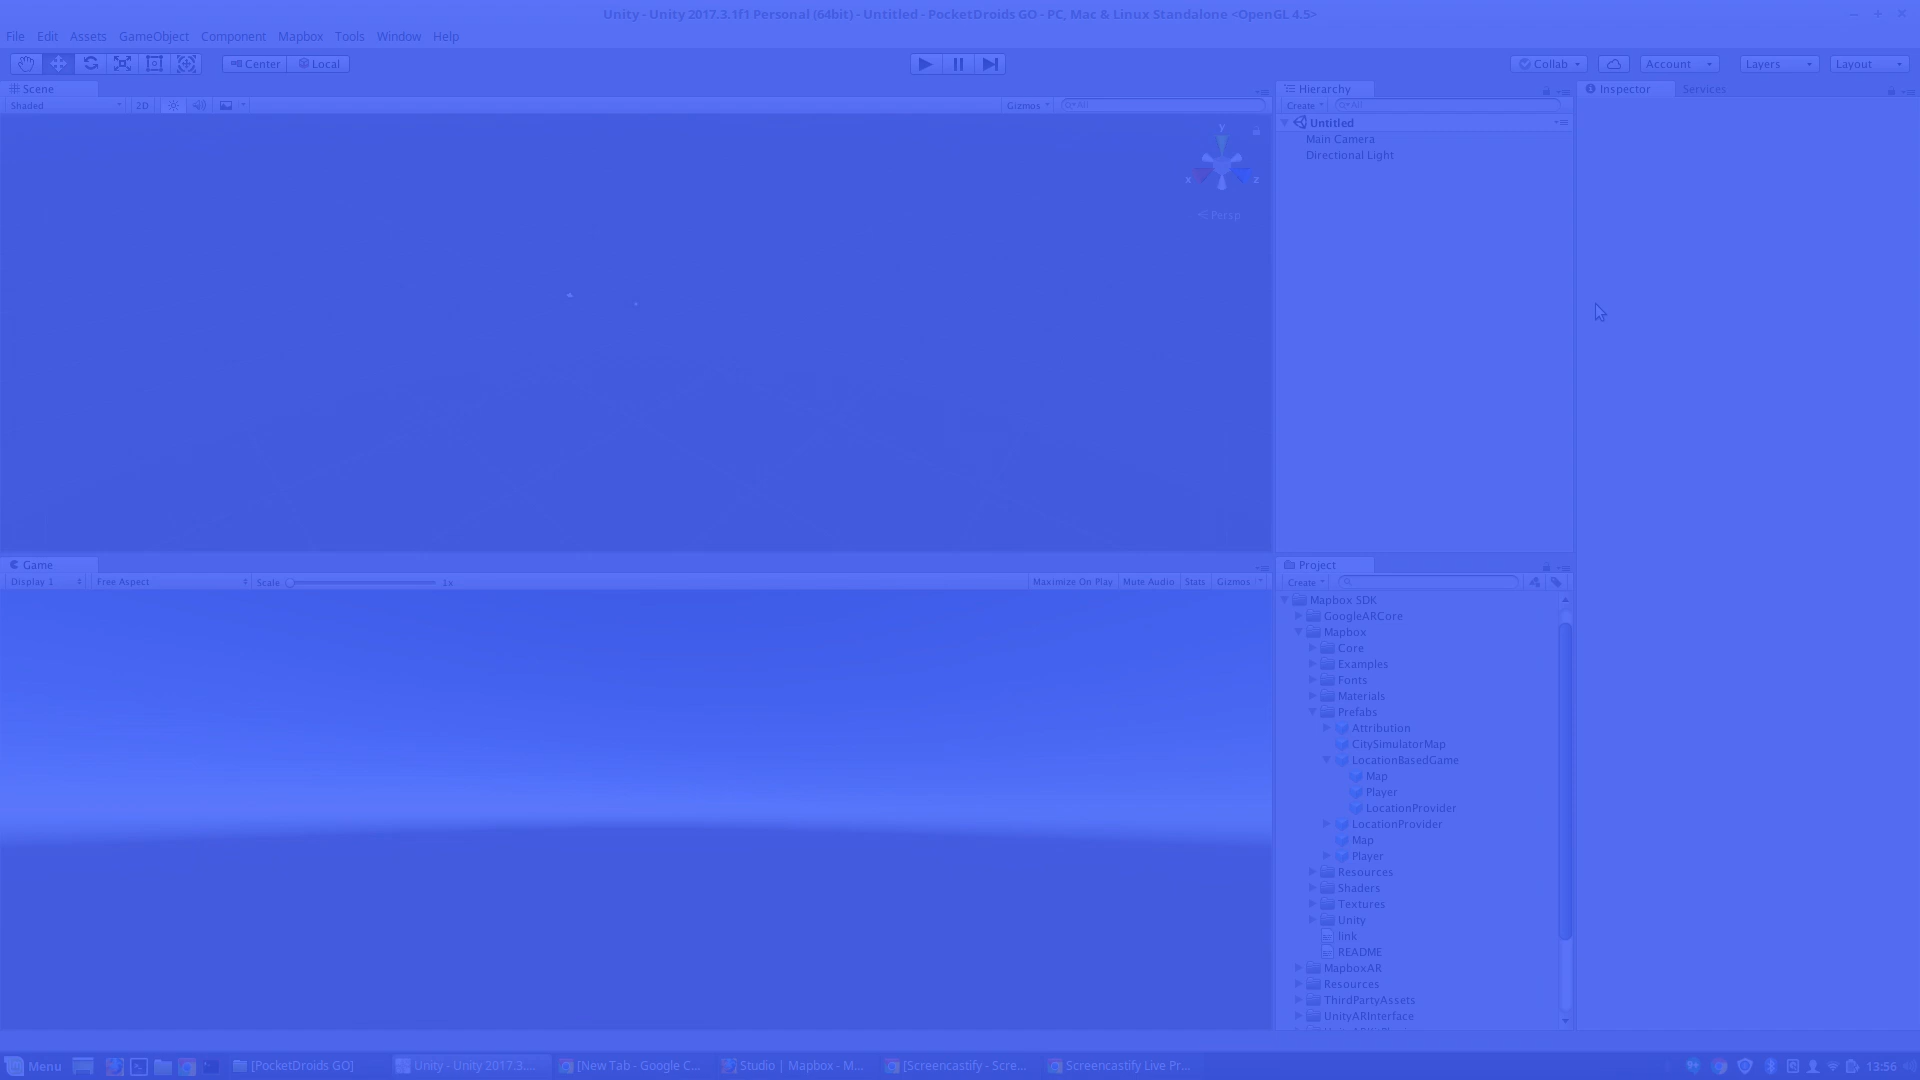 Unity - Unity 2017.3.1f1 Personal (64bit) - Untitled - PocketDroids GO - PC, Mac & Linux Standalone <OpenGL 4.5>
File Edit Assets GameObject Component Mapbox Tools Window Help
Center Local Collab Account Layers Layout
Scene
Shaded 2D Gizmos All
y
x z
Persp
Hierarchy
Create All
Untitled
Main Camera
Directional Light
Inspector Services
Game
Display 1 Free Aspect Scale 1x Maximize On Play Mute Audio Stats Gizmos
Project
Create
Mapbox SDK
GoogleARCore
Mapbox
Core
Examples
Fonts
Materials
Prefabs
Attribution
CitySimulatorMap
LocationBasedGame
Map
Player
LocationProvider
LocationProvider
Map
Player
Resources
Shaders
Textures
Unity
link
README
MapboxAR
Resources
ThirdPartyAssets
UnityARInterface
Menu [PocketDroids GO] Unity - Unity 2017.3.... [New Tab - Google C... Studio | Mapbox - M... [Screencastify - Scre... Screencastify Live Pr... 13:56